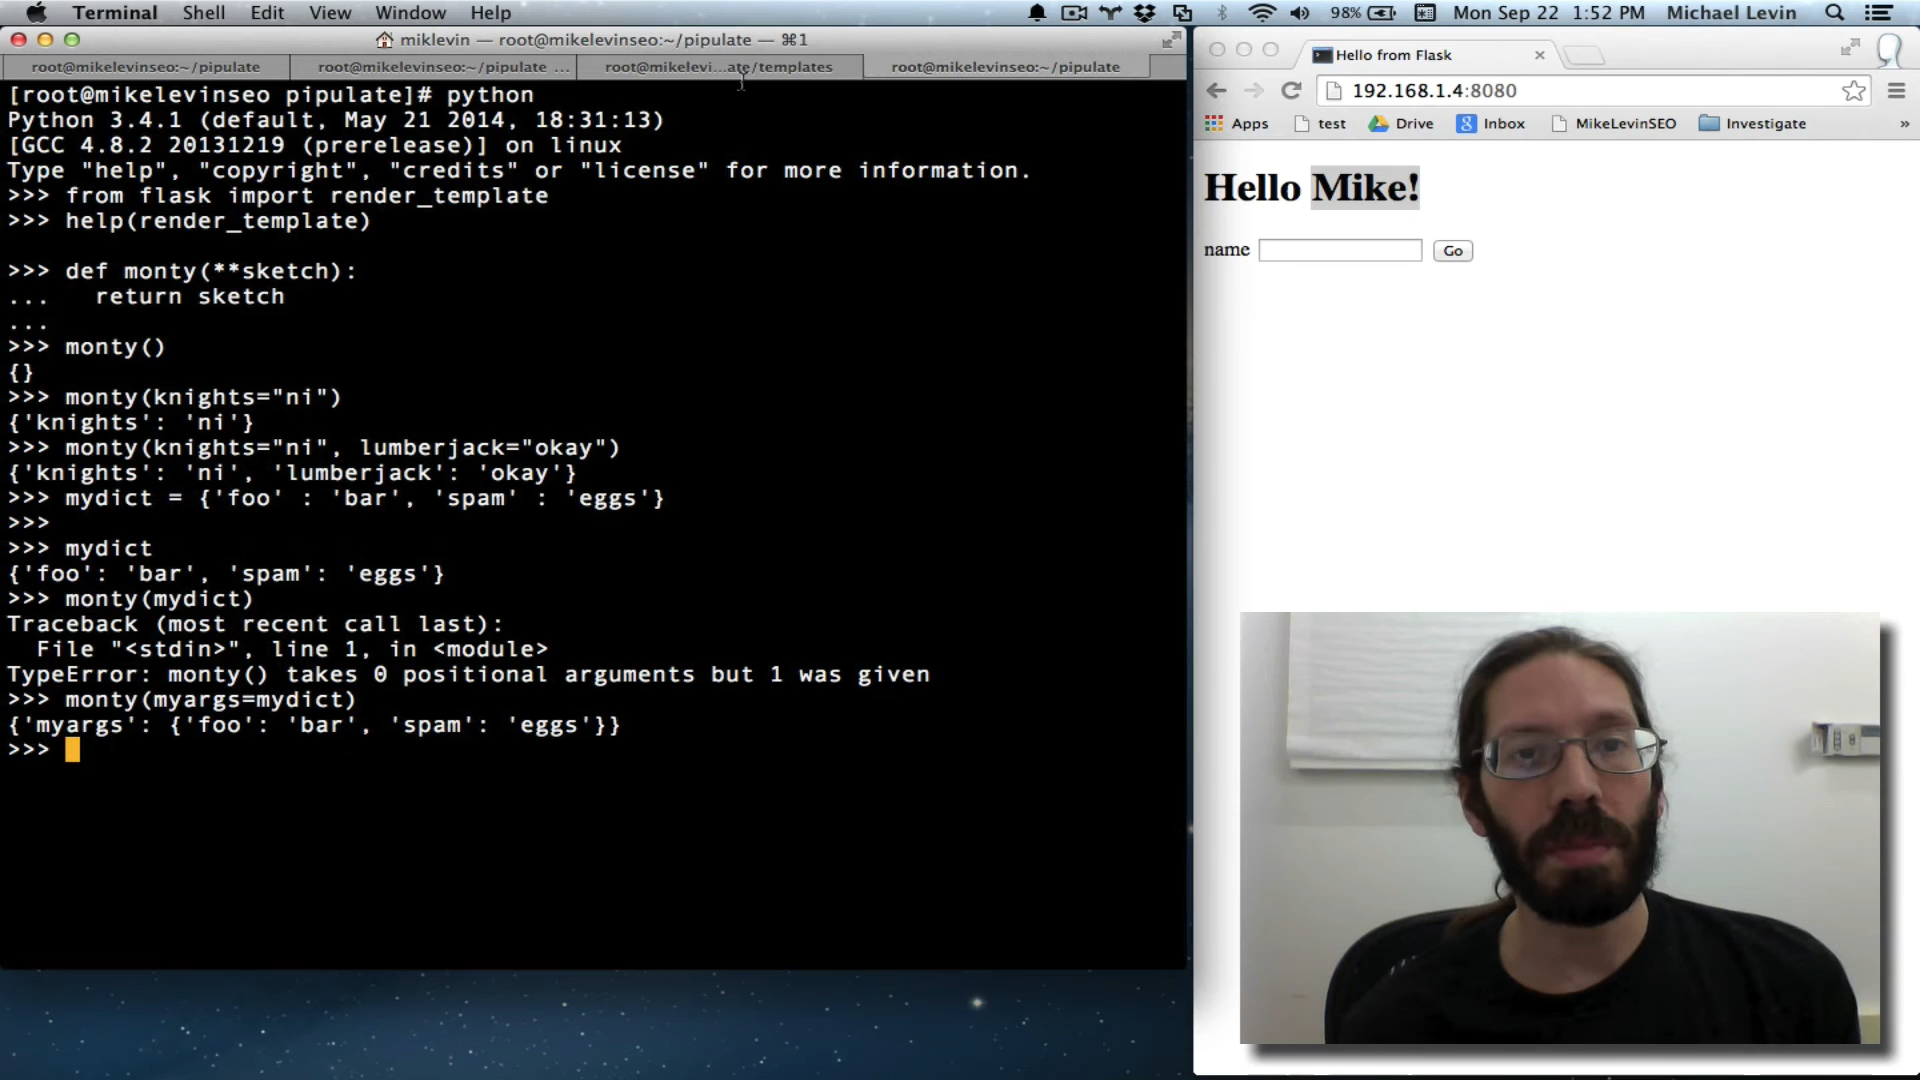 Terminal Shell Edit View Window Help 98% Mon Sep 22 1:52 PM Michael Levin
miklevin — root@mikelevinseo:~/pipulate — ⌘1
root@mikelevinseo:~/pipulate root@mikelevinseo:~/pipulate ... root@mikelevi...ate/templates root@mikelevinseo:~/pipulate
[root@mikelevinseo pipulate]# python
Python 3.4.1 (default, May 21 2014, 18:31:13)
[GCC 4.8.2 20131219 (prerelease)] on linux
Type "help", "copyright", "credits" or "license" for more information.
>>> from flask import render_template
>>> help(render_template)
>>> def monty(**sketch):
...   return sketch
...
>>> monty()
{}
>>> monty(knights="ni")
{'knights': 'ni'}
>>> monty(knights="ni", lumberjack="okay")
{'knights': 'ni', 'lumberjack': 'okay'}
>>> mydict = {'foo' : 'bar', 'spam' : 'eggs'}
>>>
>>> mydict
{'foo': 'bar', 'spam': 'eggs'}
>>> monty(mydict)
Traceback (most recent call last):
  File "<stdin>", line 1, in <module>
TypeError: monty() takes 0 positional arguments but 1 was given
>>> monty(myargs=mydict)
{'myargs': {'foo': 'bar', 'spam': 'eggs'}}
>>>
Hello from Flask
192.168.1.4:8080
Apps test Drive Inbox MikeLevinSEO Investigate »
Hello Mike!
name Go